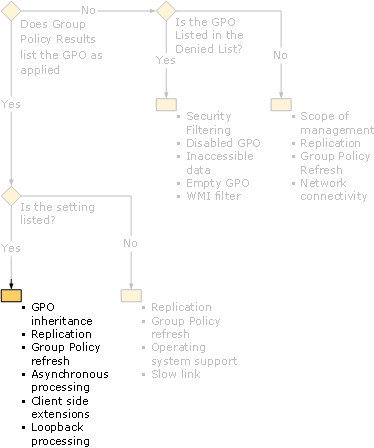 Does Group
Policy Results
list the GPO as
applied
No
Is the GPO
Listed in the
Denied List?
Yes
No
Yes
▪ Security
Filtering
▪ Disabled GPO
▪ Inaccessible
data
▪ Empty GPO
▪ WMI filter
▪ Scope of
management
▪ Replication
▪ Group Policy
Refresh
▪ Network
connectivity
Is the setting
listed?
Yes
No
▪ GPO
inheritance
▪ Replication
▪ Group Policy
refresh
▪ Asynchronous
processing
▪ Client side
extensions
▪ Loopback
processing
▪ Replication
▪ Group Policy
refresh
▪ Operating
system support
▪ Slow link